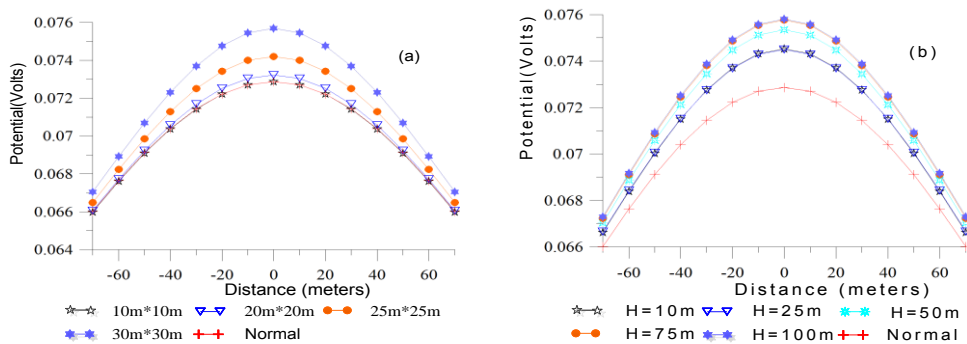 0.076
0.074
0.072
0.07
0.068
0.066
0.064
Potential(Volts)
(a)
-60 -40 -20 0 20 40 60
Distance (meters)
10m*10m 20m*20m 25m*25m
30m*30m Normal
0.076
0.074
0.072
0.07
0.068
0.066
Potential(Volts)
(b)
-60 -40 -20 0 20 40 60
Distance (meters)
H=10m H=25m H=50m
H=75m H=100m Normal